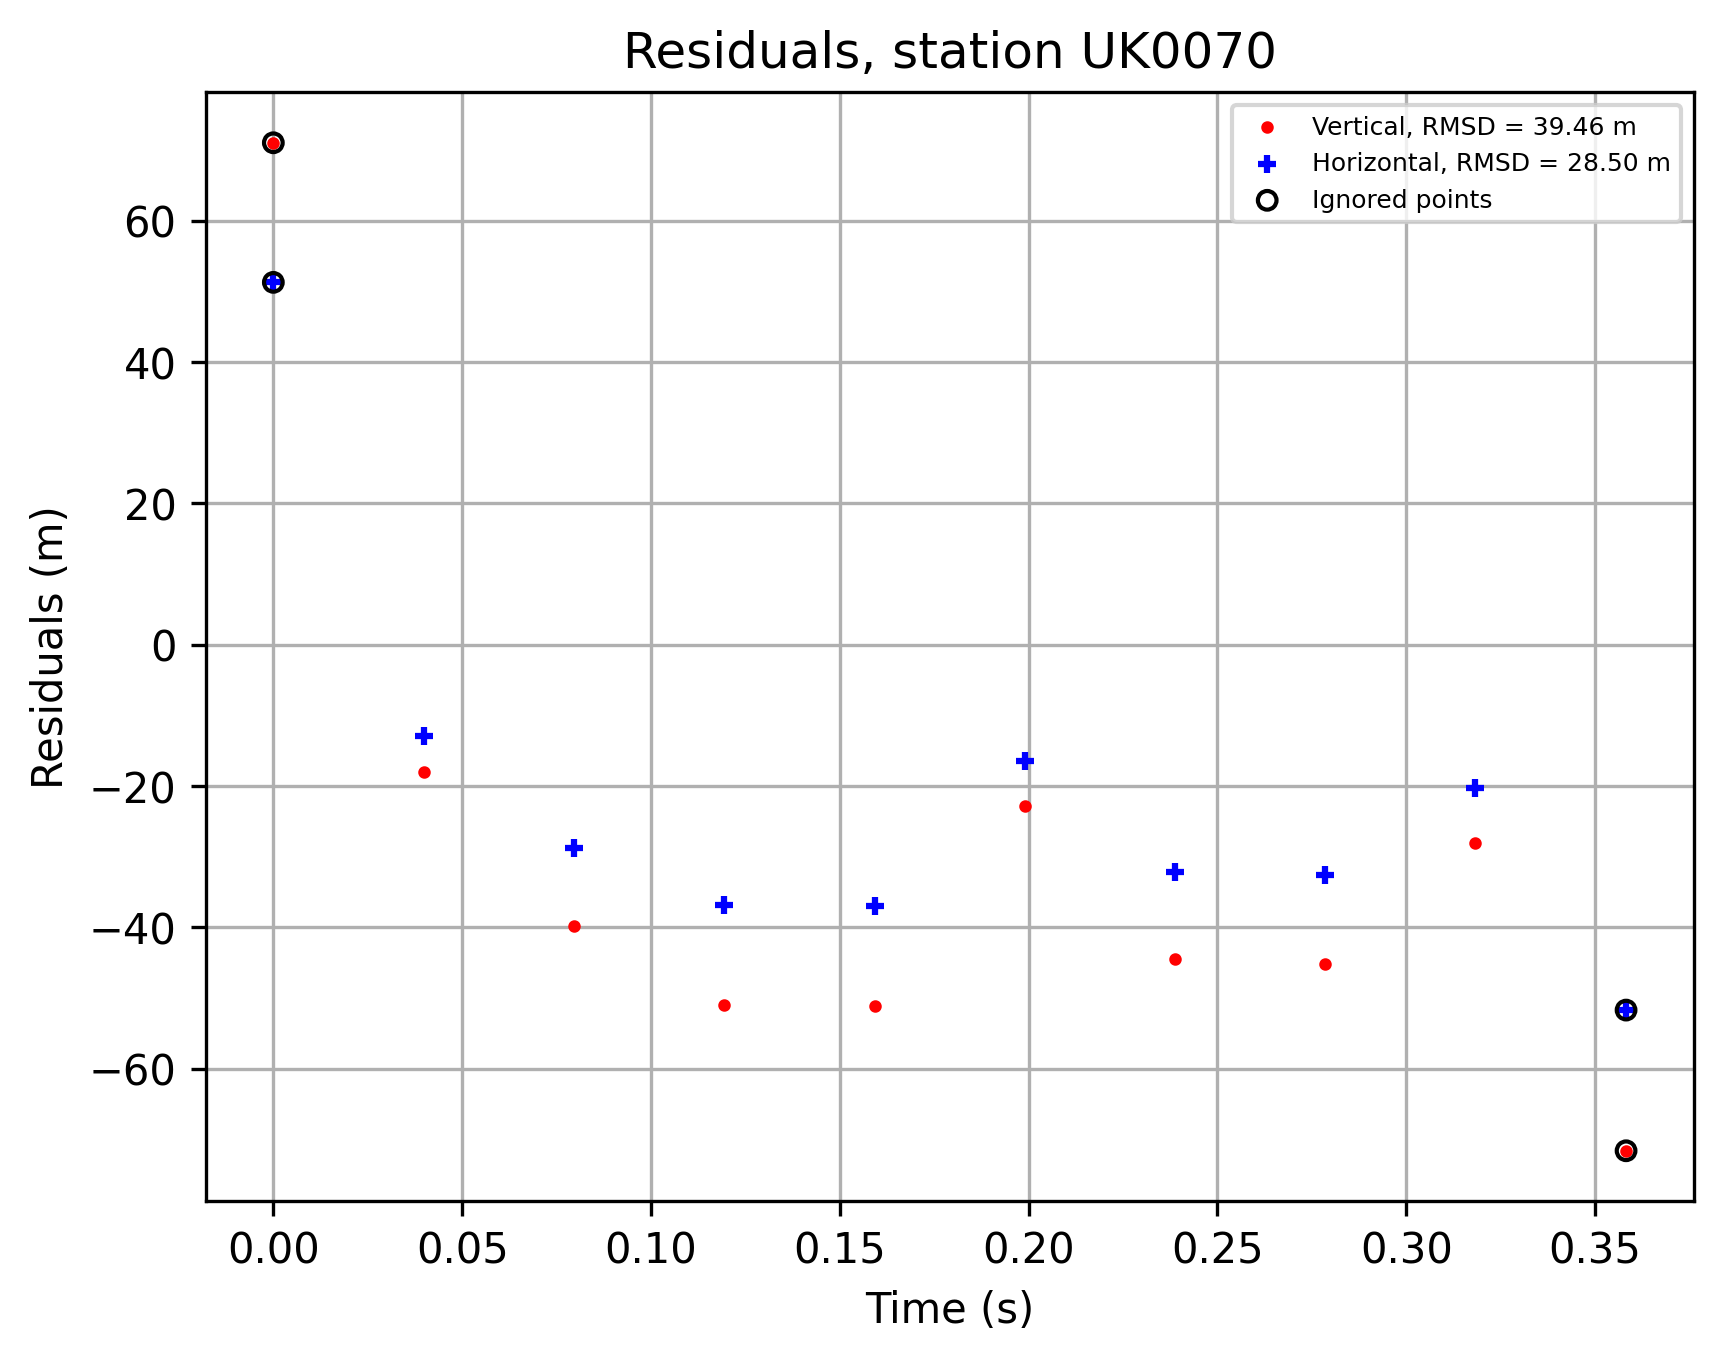 Residuals, station UK0070
Vertical, RMSD = 39.46 m
Horizontal, RMSD = 28.50 m
Ignored points
Residuals (m)
60
40
20
0
−20
−40
−60
0.00 0.05 0.10 0.15 0.20 0.25 0.30 0.35
Time (s)